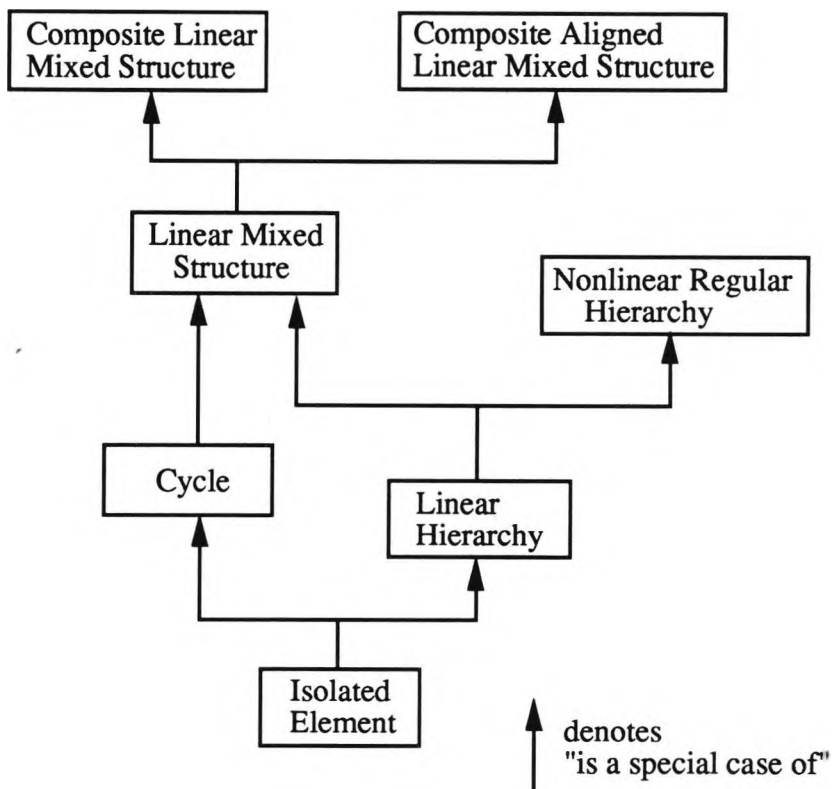 Composite Linear
Mixed Structure
Composite Aligned
Linear Mixed Structure
Linear Mixed
Structure
Nonlinear Regular
Hierarchy
Cycle
Linear
Hierarchy
Isolated
Element
denotes
"is a special case of"